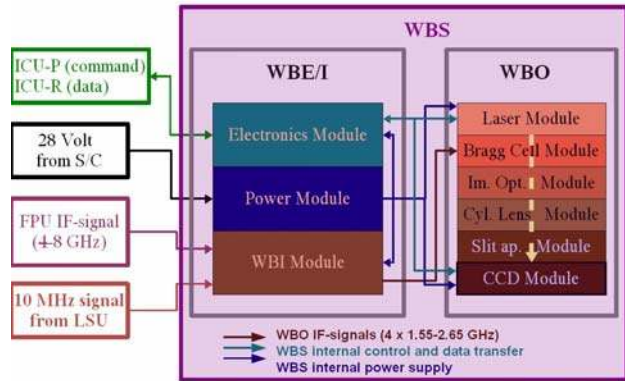 WBS
ICU-P (command)
ICU-R (data)
28 Volt
from S/C
FPU IF-signal
(4-8 GHz)
10 MHz signal
from LSU
WBE/I
Electronics Module
Power Module
WBI Module
WBO
Laser Module
Bragg Cell Module
Im. Opt. Module
Cyl. Lens Module
Slit ap. Module
CCD Module
WBO IF-signals (4 x 1.55-2.65 GHz)
WBS internal control and data transfer
WBS internal power supply